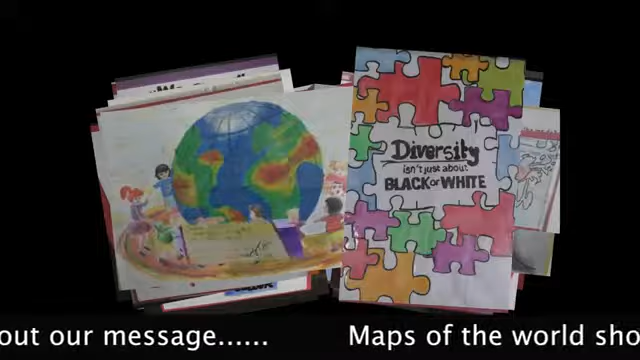 Diversity
isn't just about
BLACK or WHITE
out our message...... Maps of the world sho